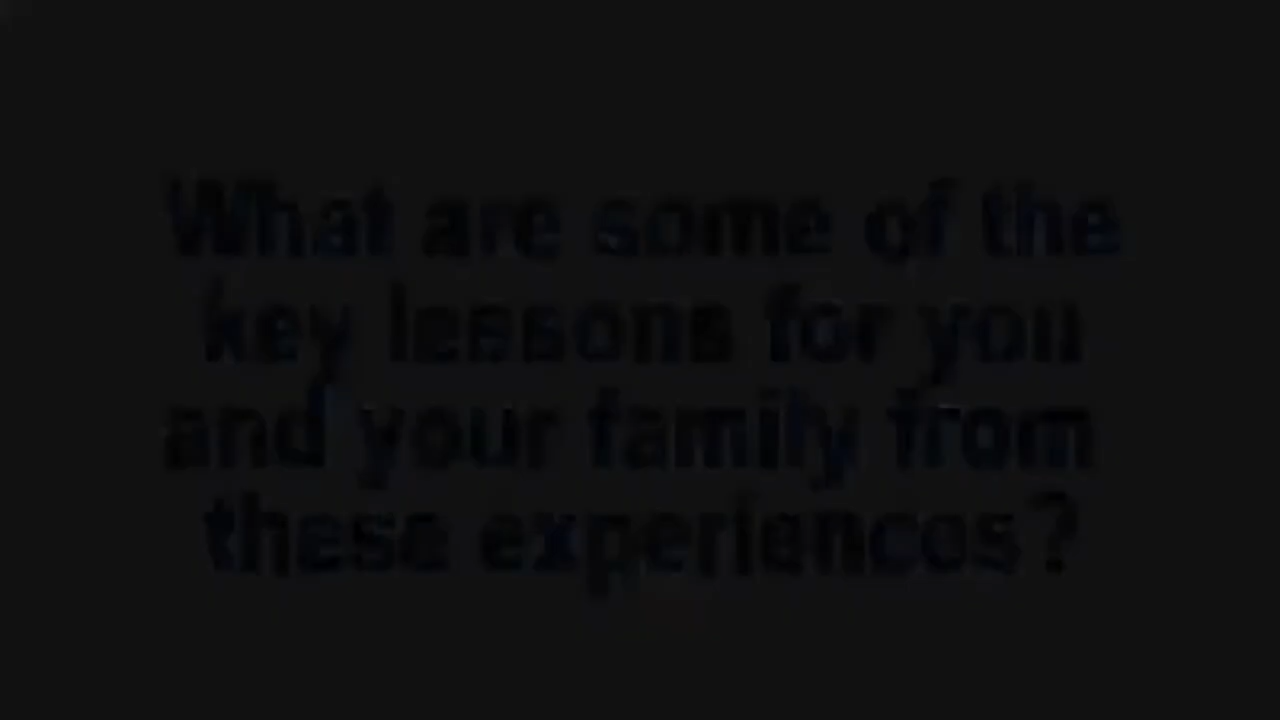 What are some of the
key lessons for you
and your family from
these experiences?